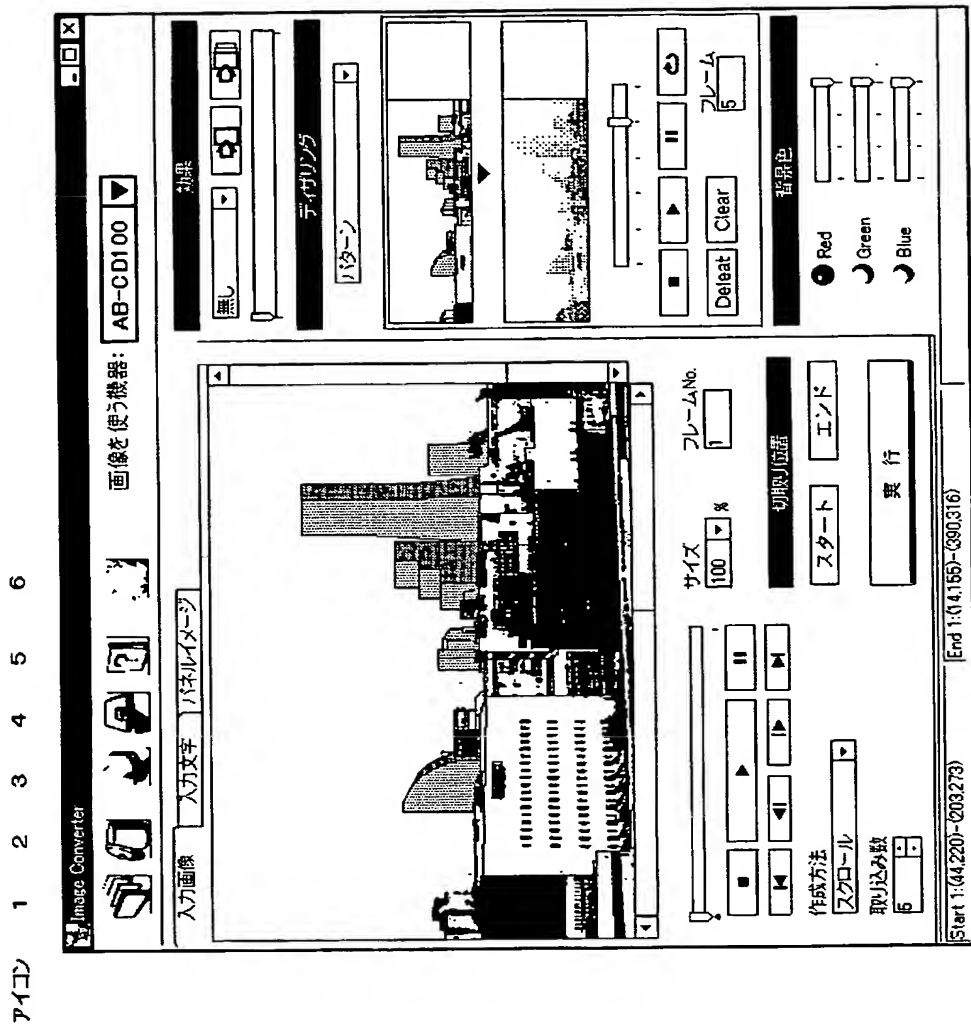 アイコン 1 2 3 4 5 6
Image Converter
画像を使う機器: AB-CD100
入力画像 入力文字 パネルイメージ
効果
無し
ディザリング
パターン
サイズ
100 %
フレームNo.
1
作成方法
スクロール
取り込み数
5
切取り位置
スタート エンド
実 行
Deleat Clear
フレーム
5
背景色
Red
Green
Blue
Start 1:(44,220)-(203,273) End 1:(14,155)-(390,316)